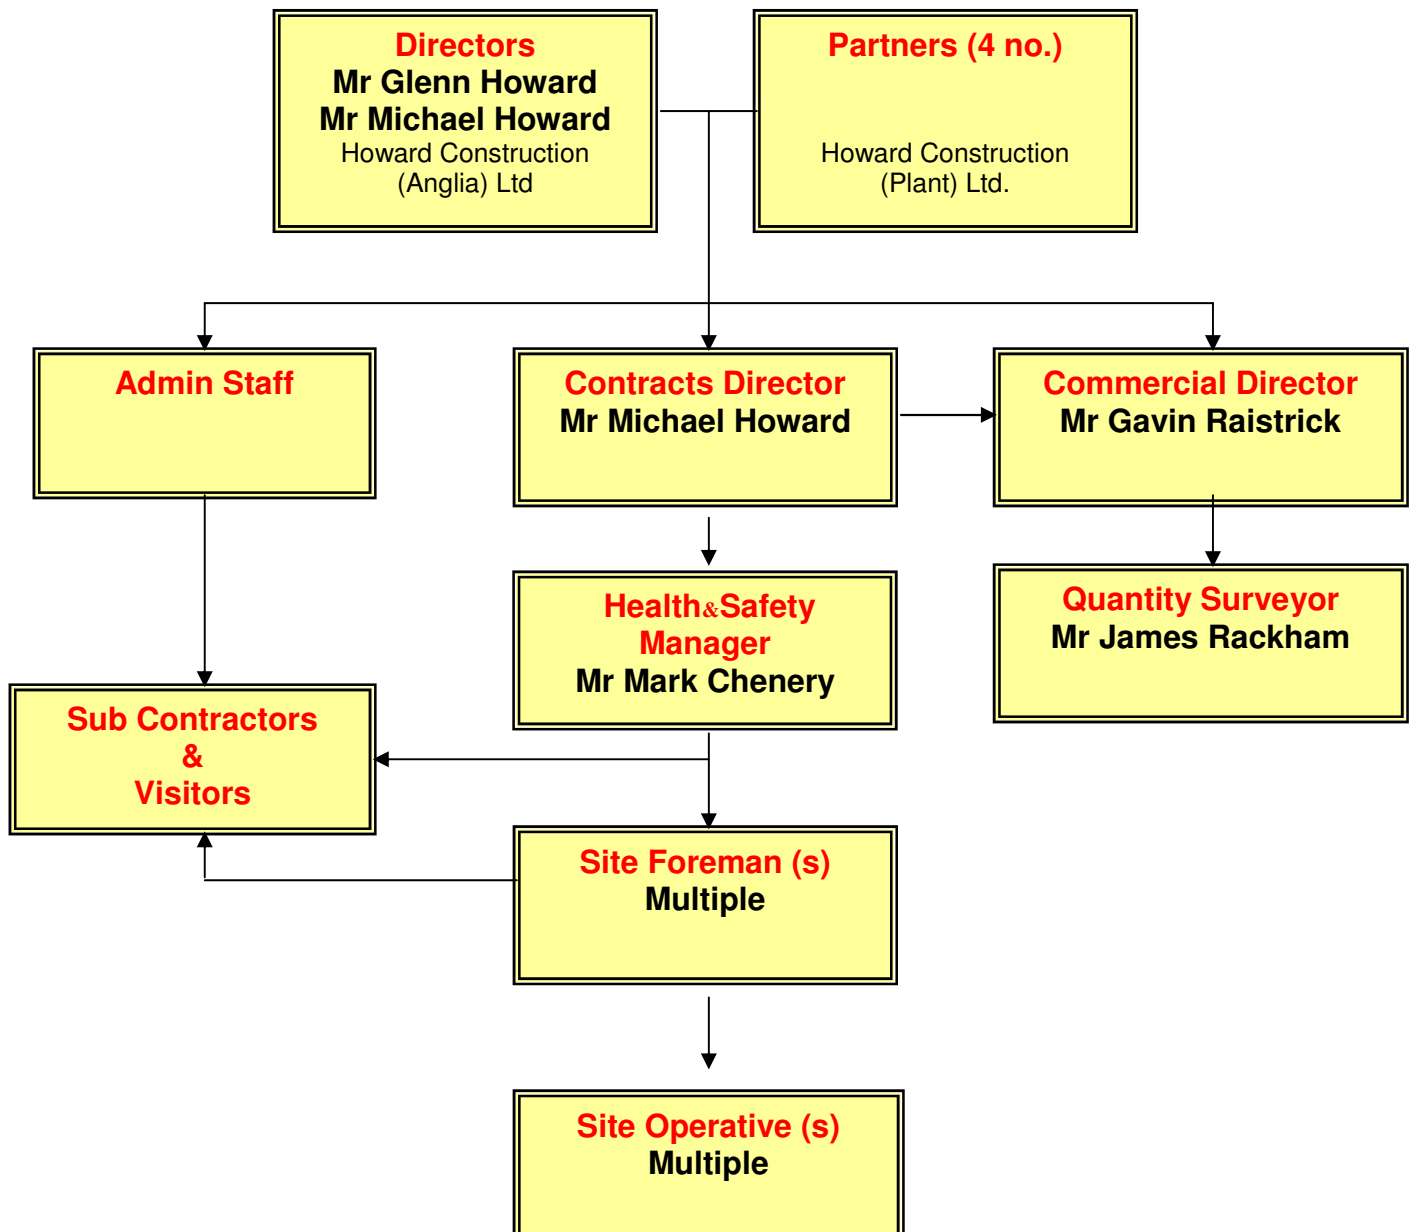 Directors
Mr Glenn Howard
Mr Michael Howard
Howard Construction
(Anglia) Ltd
Partners (4 no.)
Howard Construction
(Plant) Ltd.
Admin Staff
Contracts Director
Mr Michael Howard
Commercial Director
Mr Gavin Raistrick
Health&Safety
Manager
Mr Mark Chenery
Quantity Surveyor
Mr James Rackham
Sub Contractors
&
Visitors
Site Foreman (s)
Multiple
Site Operative (s)
Multiple